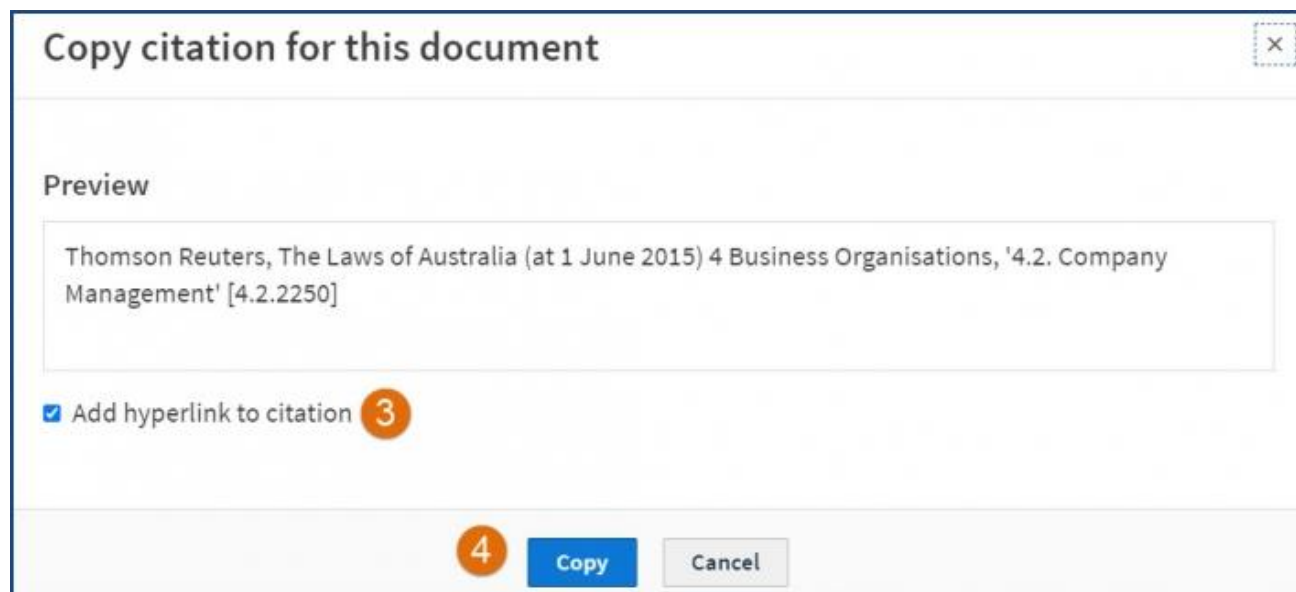 Copy citation for this document
×
Preview
Thomson Reuters, The Laws of Australia (at 1 June 2015) 4 Business Organisations, '4.2. Company
Management' [4.2.2250]
Add hyperlink to citation 3
4 Copy Cancel